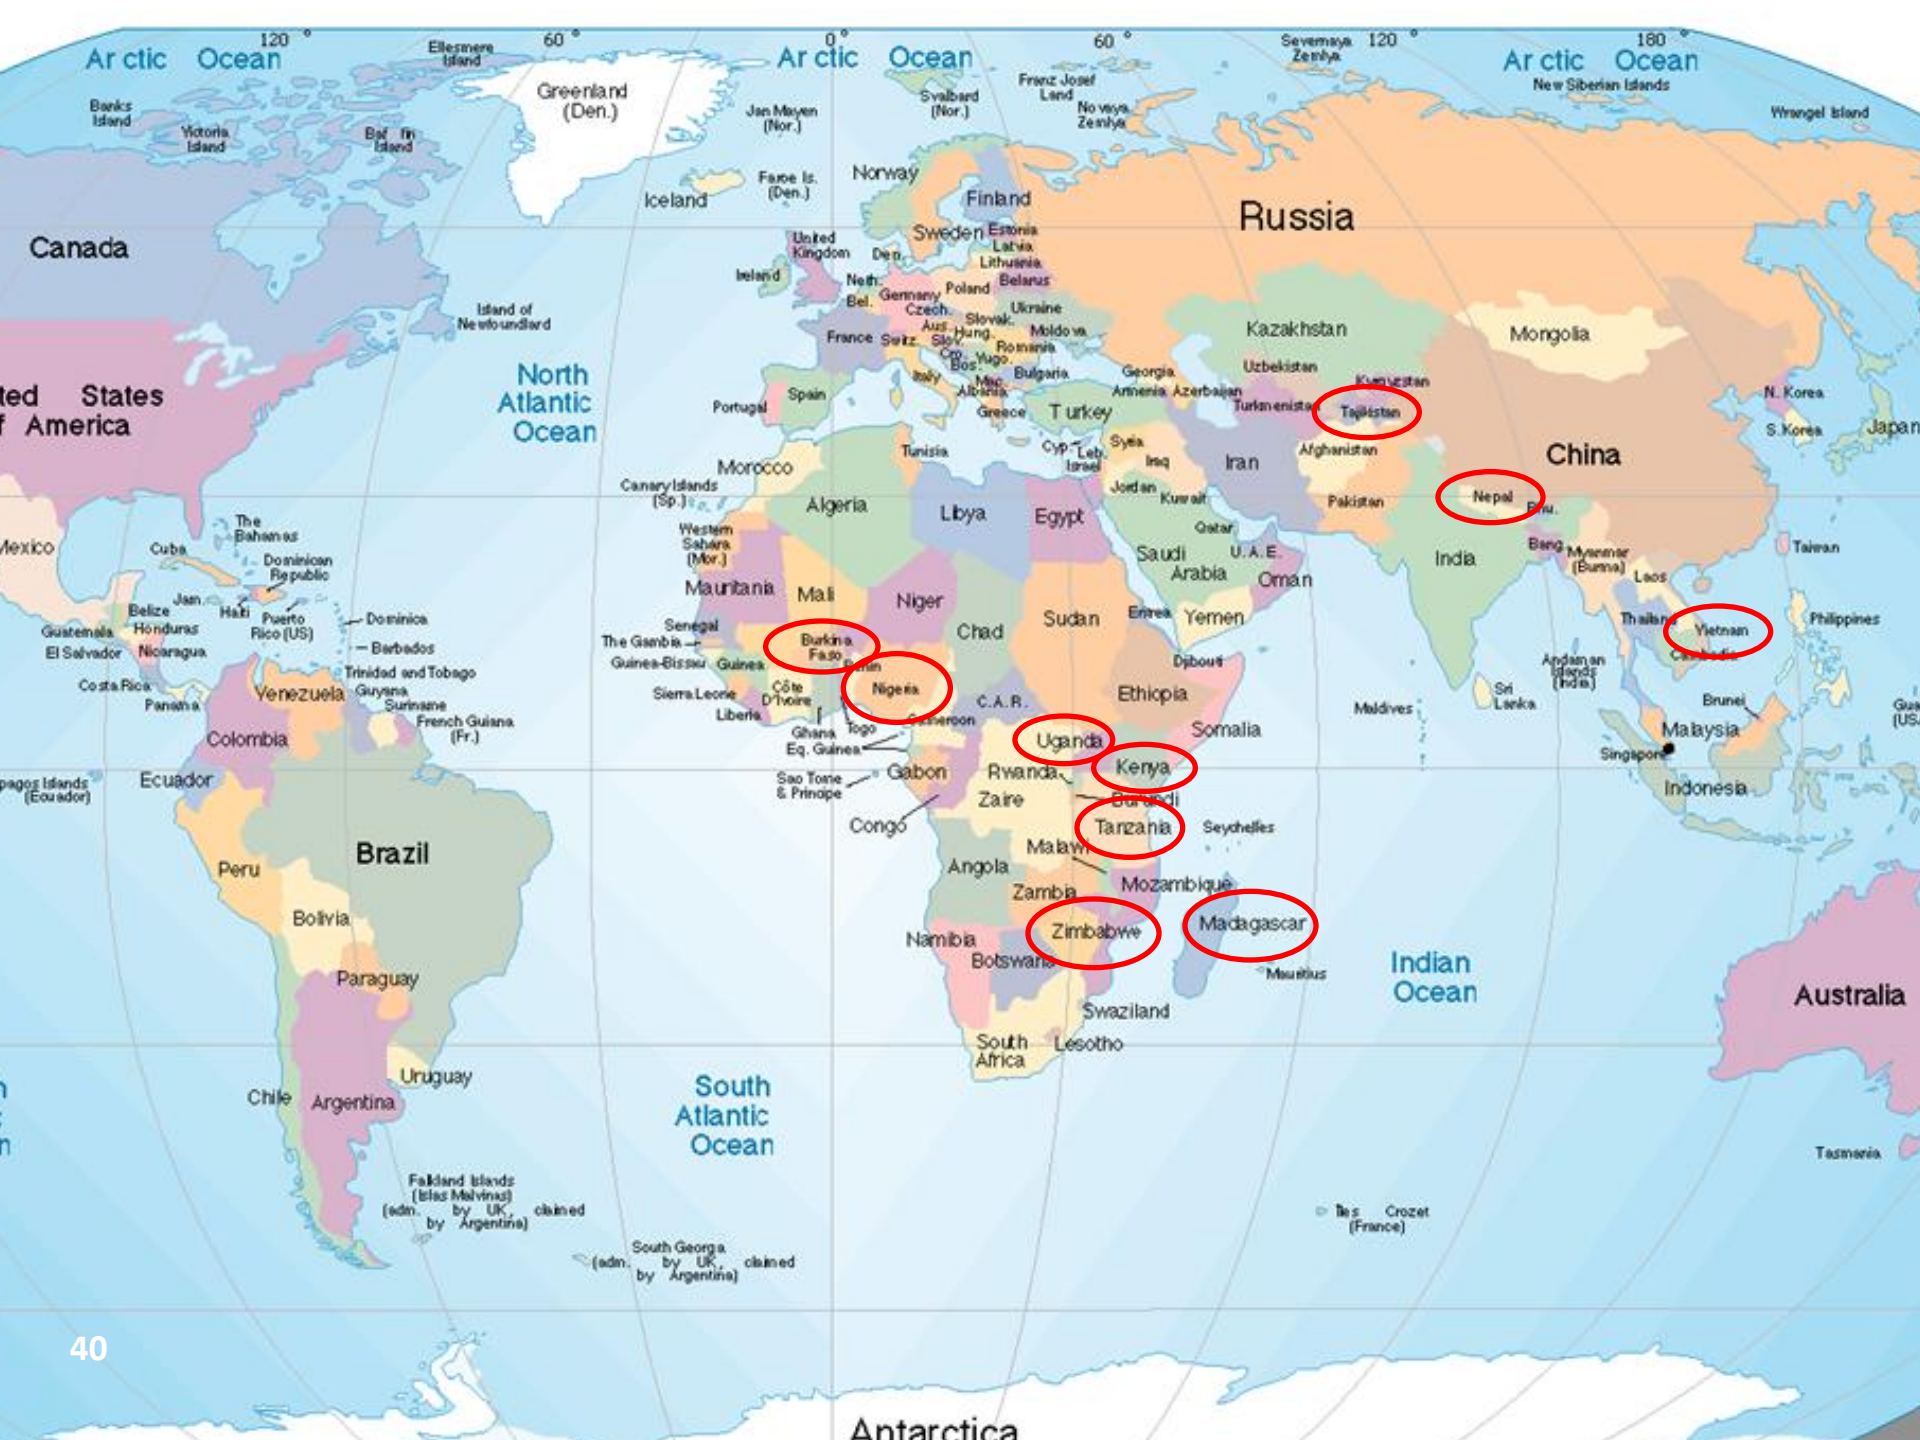 120 °
60 °
0°
60 °
120 °
180 °
Arctic Ocean
Ellesmere
Island
Arctic Ocean
Severnaya
Zemlya
Arctic Ocean
New Siberian Islands
Banks
Island
Victoria
Island
Baffin
Island
Greenland
(Den.)
Jan Mayen
(Nor.)
Svalbard
(Nor.)
Franz Josef
Land
Novaya
Zemlya
Wrangel Island
Iceland
Faroe Is.
(Den.)
Norway
Finland
Sweden
Estonia
Latvia
Lithuania
Belarus
Russia
Canada
United
Kingdom
Ireland
Den.
Neth.
Bel.
Germany
Poland
Czech.
Slovak.
Ukraine
Aus.
Hung.
Moldova
France
Switz.
Slov.
Romania
Cro.
Yugo.
Bos.
Bulgaria
Italy
Mac.
Albania
Greece
Spain
Portugal
Turkey
Georgia
Armenia
Azerbaijan
Kazakhstan
Uzbekistan
Kyrgyzstan
Turkmenistan
Tajikistan
Mongolia
N. Korea
S. Korea
Japan
China
Island of
Newfoundland
ted States
f America
North
Atlantic
Ocean
Morocco
Tunisia
Cyp.
Leb.
Israel
Syria
Iraq
Jordan
Kuwait
Iran
Afghanistan
Pakistan
Nepal
Bhu.
Canary Islands
(Sp.)
Algeria
Libya
Egypt
Western
Sahara
(Mor.)
Saudi
Arabia
Qatar
U.A.E.
Oman
Yemen
India
Bang.
Myanmar
(Burma)
Laos
Taiwan
Mexico
The
Bahamas
Cuba
Dominican
Republic
Jam.
Haiti
Puerto
Rico (US)
Dominica
Barbados
Belize
Honduras
Guatemala
El Salvador
Nicaragua
Costa Rica
Panama
Trinidad and Tobago
Mauritania
Mali
Niger
Chad
Sudan
Eritrea
Senegal
The Gambia
Guinea-Bissau
Guinea
Sierra Leone
Liberia
Burkina
Faso
Benin
Nigeria
Côte
D'Ivoire
Ghana
Togo
Eq. Guinea
Cameroon
C.A.R.
Djibouti
Ethiopia
Somalia
Thailand
Vietnam
Cambodia
Philippines
Andaman
Islands
(India)
Sri
Lanka
Maldives
Brunei
Malaysia
Singapore
Indonesia
Gua
(US
Venezuela
Guyana
Suriname
French Guiana
(Fr.)
Colombia
Ecuador
pagos Islands
(Ecuador)
Peru
Brazil
Bolivia
Paraguay
Chile
Argentina
Uruguay
Sao Tome
& Principe
Gabon
Congo
Uganda
Kenya
Rwanda
Burundi
Zaire
Tanzania
Seychelles
Malawi
Angola
Zambia
Mozambique
Zimbabwe
Madagascar
Mauritius
Namibia
Botswana
Swaziland
South
Africa
Lesotho
Indian
Ocean
Australia
Tasmania
South
Atlantic
Ocean
n
n
Falkland Islands
(Islas Malvinas)
(adm. by UK, claimed
by Argentina)
South Georgia
(adm. by UK, claimed
by Argentina)
Îles Crozet
(France)
40
Antarctica